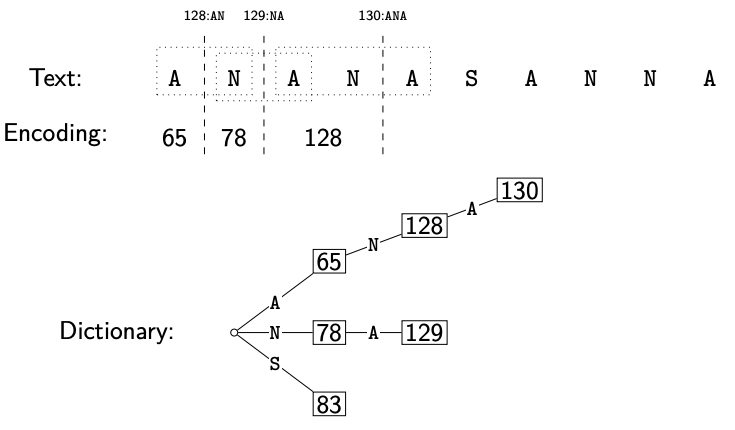 128:AN 129:NA 130:ANA
Text: A N A N A S A N N A
Encoding: 65 78 128
130
A
128
N
65
A
Dictionary: N 78 A 129
S
83